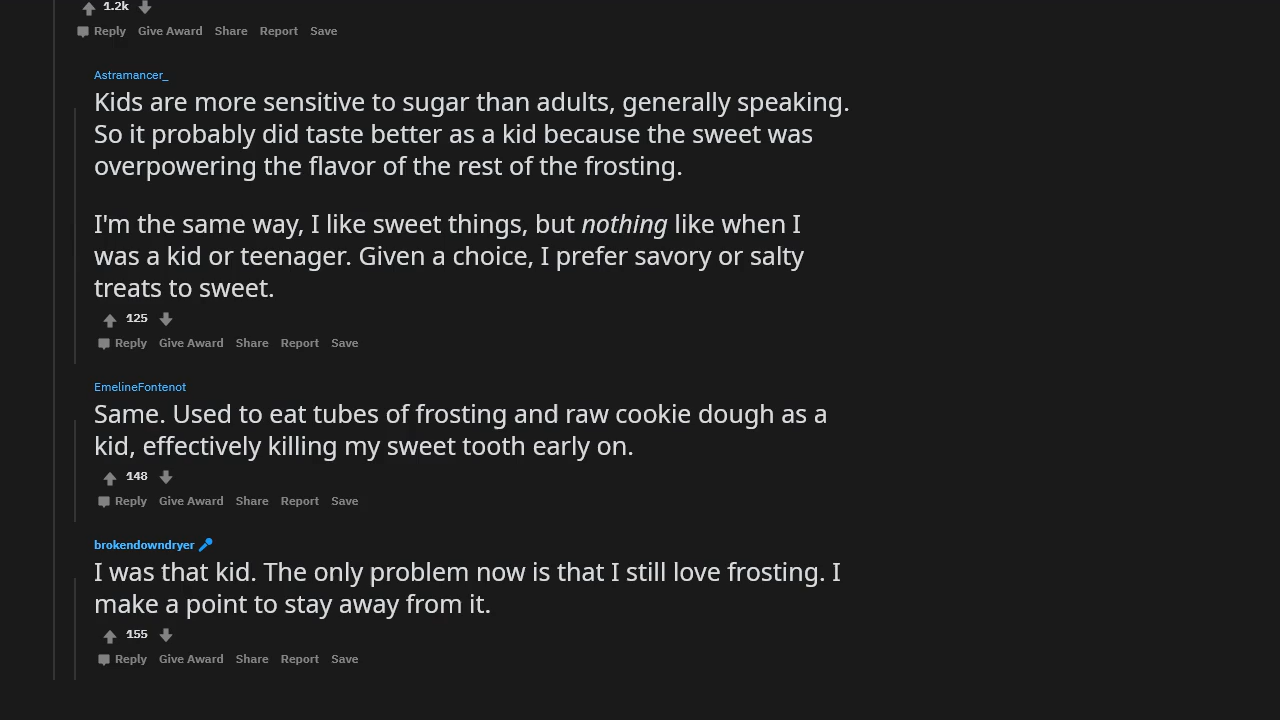 1.2k
Reply Give Award Share Report Save
Astramancer_
Kids are more sensitive to sugar than adults, generally speaking.
So it probably did taste better as a kid because the sweet was
overpowering the flavor of the rest of the frosting.
I'm the same way, I like sweet things, but nothing like when I
was a kid or teenager. Given a choice, I prefer savory or salty
treats to sweet.
125
Reply Give Award Share Report Save
EmelineFontenot
Same. Used to eat tubes of frosting and raw cookie dough as a
kid, effectively killing my sweet tooth early on.
148
Reply Give Award Share Report Save
brokendowndryer
I was that kid. The only problem now is that I still love frosting. I
make a point to stay away from it.
155
Reply Give Award Share Report Save